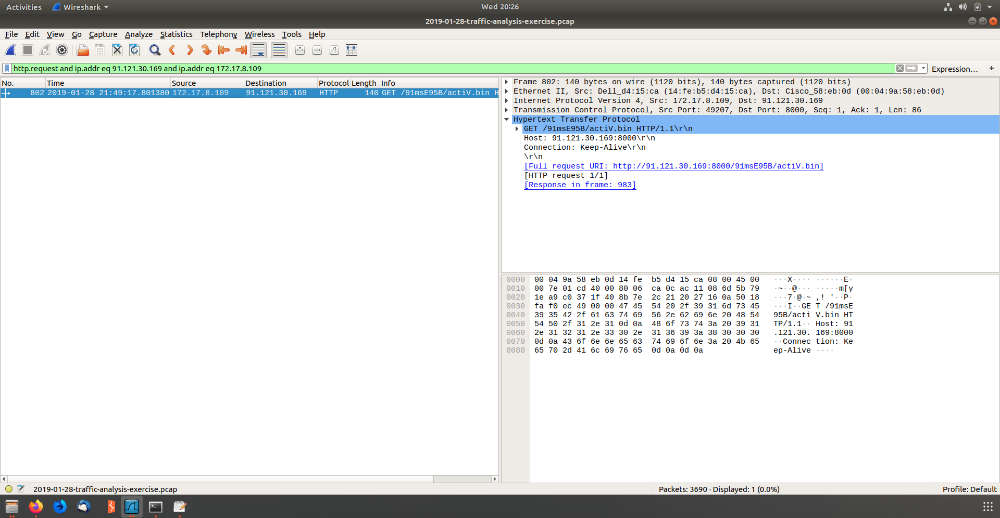 Activities Wireshark Wed 20:26
2019-01-28-traffic-analysis-exercise.pcap
File Edit View Go Capture Analyze Statistics Telephony Wireless Tools Help
http.request and ip.addr eq 91.121.30.169 and ip.addr eq 172.17.8.109 Expression… +
No. Time Source Destination Protocol Length Info
802 2019-01-28 21:49:17.801380 172.17.8.109 91.121.30.169 HTTP 140 GET /91msE95B/actiV.bin H
Frame 802: 140 bytes on wire (1120 bits), 140 bytes captured (1120 bits)
Ethernet II, Src: Dell_d4:15:ca (14:fe:b5:d4:15:ca), Dst: Cisco_58:eb:0d (00:04:9a:58:eb:0d)
Internet Protocol Version 4, Src: 172.17.8.109, Dst: 91.121.30.169
Transmission Control Protocol, Src Port: 49207, Dst Port: 8000, Seq: 1, Ack: 1, Len: 86
Hypertext Transfer Protocol
GET /91msE95B/actiV.bin HTTP/1.1\r\n
Host: 91.121.30.169:8000\r\n
Connection: Keep-Alive\r\n
\r\n
[Full request URI: http://91.121.30.169:8000/91msE95B/actiV.bin]
[HTTP request 1/1]
[Response in frame: 983]
0000 00 04 9a 58 eb 0d 14 fe b5 d4 15 ca 08 00 45 00 ···X···· ······E·
0010 00 7e 01 cd 40 00 80 06 ca 0c ac 11 08 6d 5b 79 ·~··@··· ·····m[y
0020 1e a9 c0 37 1f 40 8b 7e 2c 21 20 27 16 0a 50 18 ···7·@·~ ,! '··P·
0030 fa f0 ec 49 00 00 47 45 54 20 2f 39 31 6d 73 45 ···I··GE T /91msE
0040 39 35 42 2f 61 63 74 69 56 2e 62 69 6e 20 48 54 95B/acti V.bin HT
0050 54 50 2f 31 2e 31 0d 0a 48 6f 73 74 3a 20 39 31 TP/1.1·· Host: 91
0060 2e 31 32 31 2e 33 30 2e 31 36 39 3a 38 30 30 30 .121.30. 169:8000
0070 0d 0a 43 6f 6e 6e 65 63 74 69 6f 6e 3a 20 4b 65 ··Connec tion: Ke
0080 65 70 2d 41 6c 69 76 65 0d 0a 0d 0a ep-Alive ····
2019-01-28-traffic-analysis-exercise.pcap Packets: 3690 · Displayed: 1 (0.0%) Profile: Default